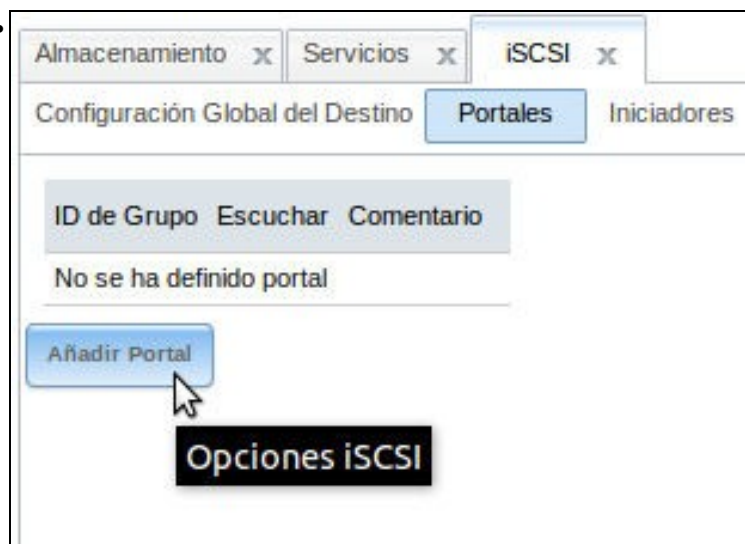 Almacenamiento x Servicios x iSCSI x
Configuración Global del Destino Portales Iniciadores
ID de Grupo Escuchar Comentario
No se ha definido portal
Añadir Portal
Opciones iSCSI